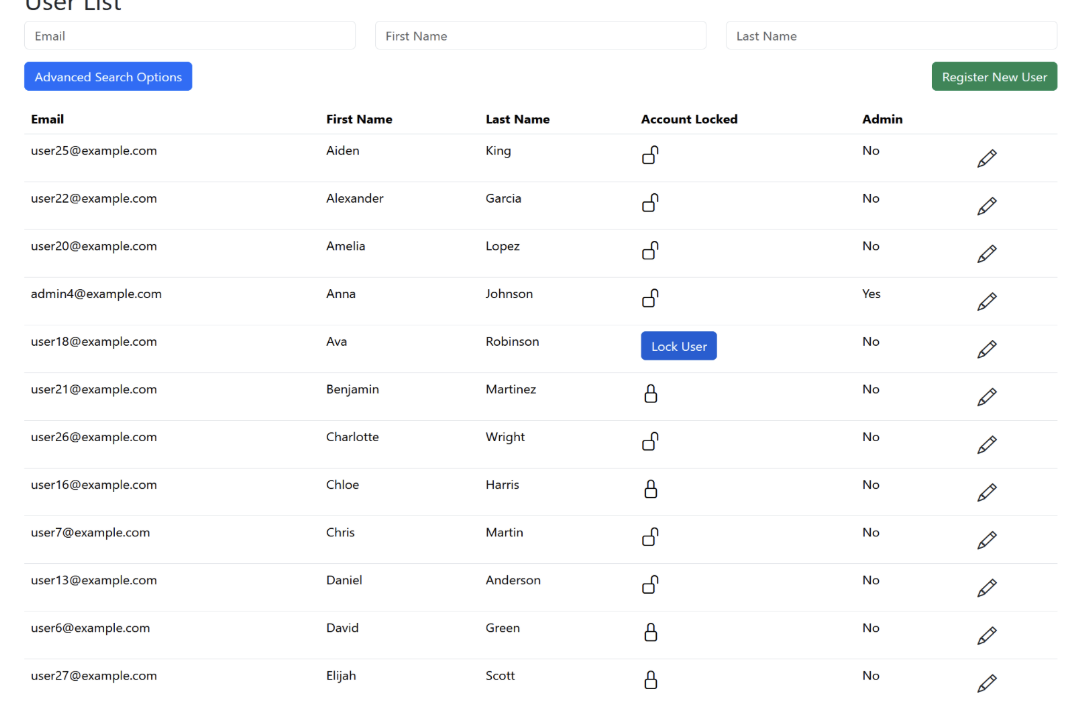 User List
Email First Name Last Name
Advanced Search Options Register New User
Email First Name Last Name Account Locked Admin
user25@example.com Aiden King No
user22@example.com Alexander Garcia No
user20@example.com Amelia Lopez No
admin4@example.com Anna Johnson Yes
user18@example.com Ava Robinson Lock User No
user21@example.com Benjamin Martinez No
user26@example.com Charlotte Wright No
user16@example.com Chloe Harris No
user7@example.com Chris Martin No
user13@example.com Daniel Anderson No
user6@example.com David Green No
user27@example.com Elijah Scott No